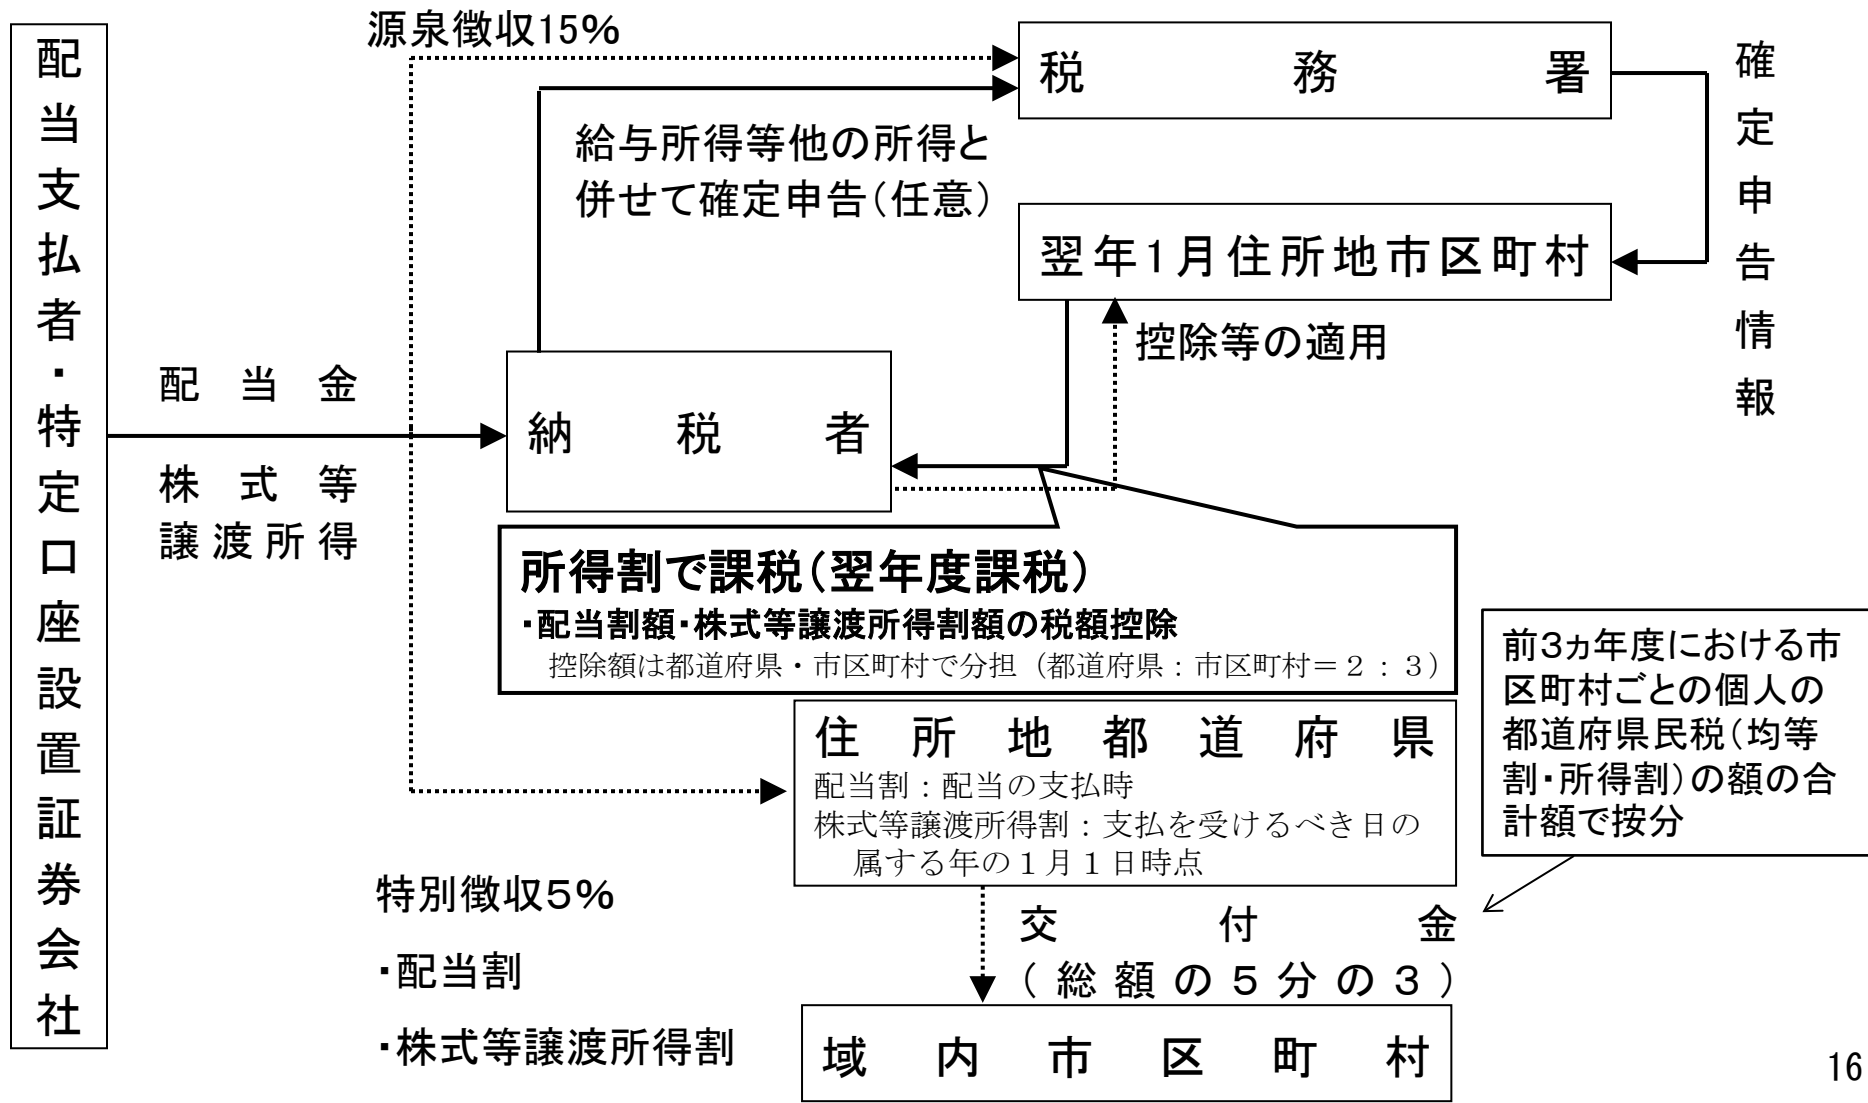 配当支払者・特定口座設置証券会社
源泉徴収15%
税務署
確定申告情報
給与所得等他の所得と
併せて確定申告(任意)
翌年1月住所地市区町村
控除等の適用
配当金
株式等
譲渡所得
納税者
所得割で課税(翌年度課税)
・配当割額・株式等譲渡所得割額の税額控除
控除額は都道府県・市区町村で分担(都道府県:市区町村=2:3)
前3ヵ年度における市
区町村ごとの個人の
都道府県民税(均等
割・所得割)の額の合
計額で按分
住所地都道府県
配当割:配当の支払時
株式等譲渡所得割:支払を受けるべき日の
属する年の1月1日時点
特別徴収5%
・配当割
・株式等譲渡所得割
交付金
(総額の5分の3)
域内市区町村
16